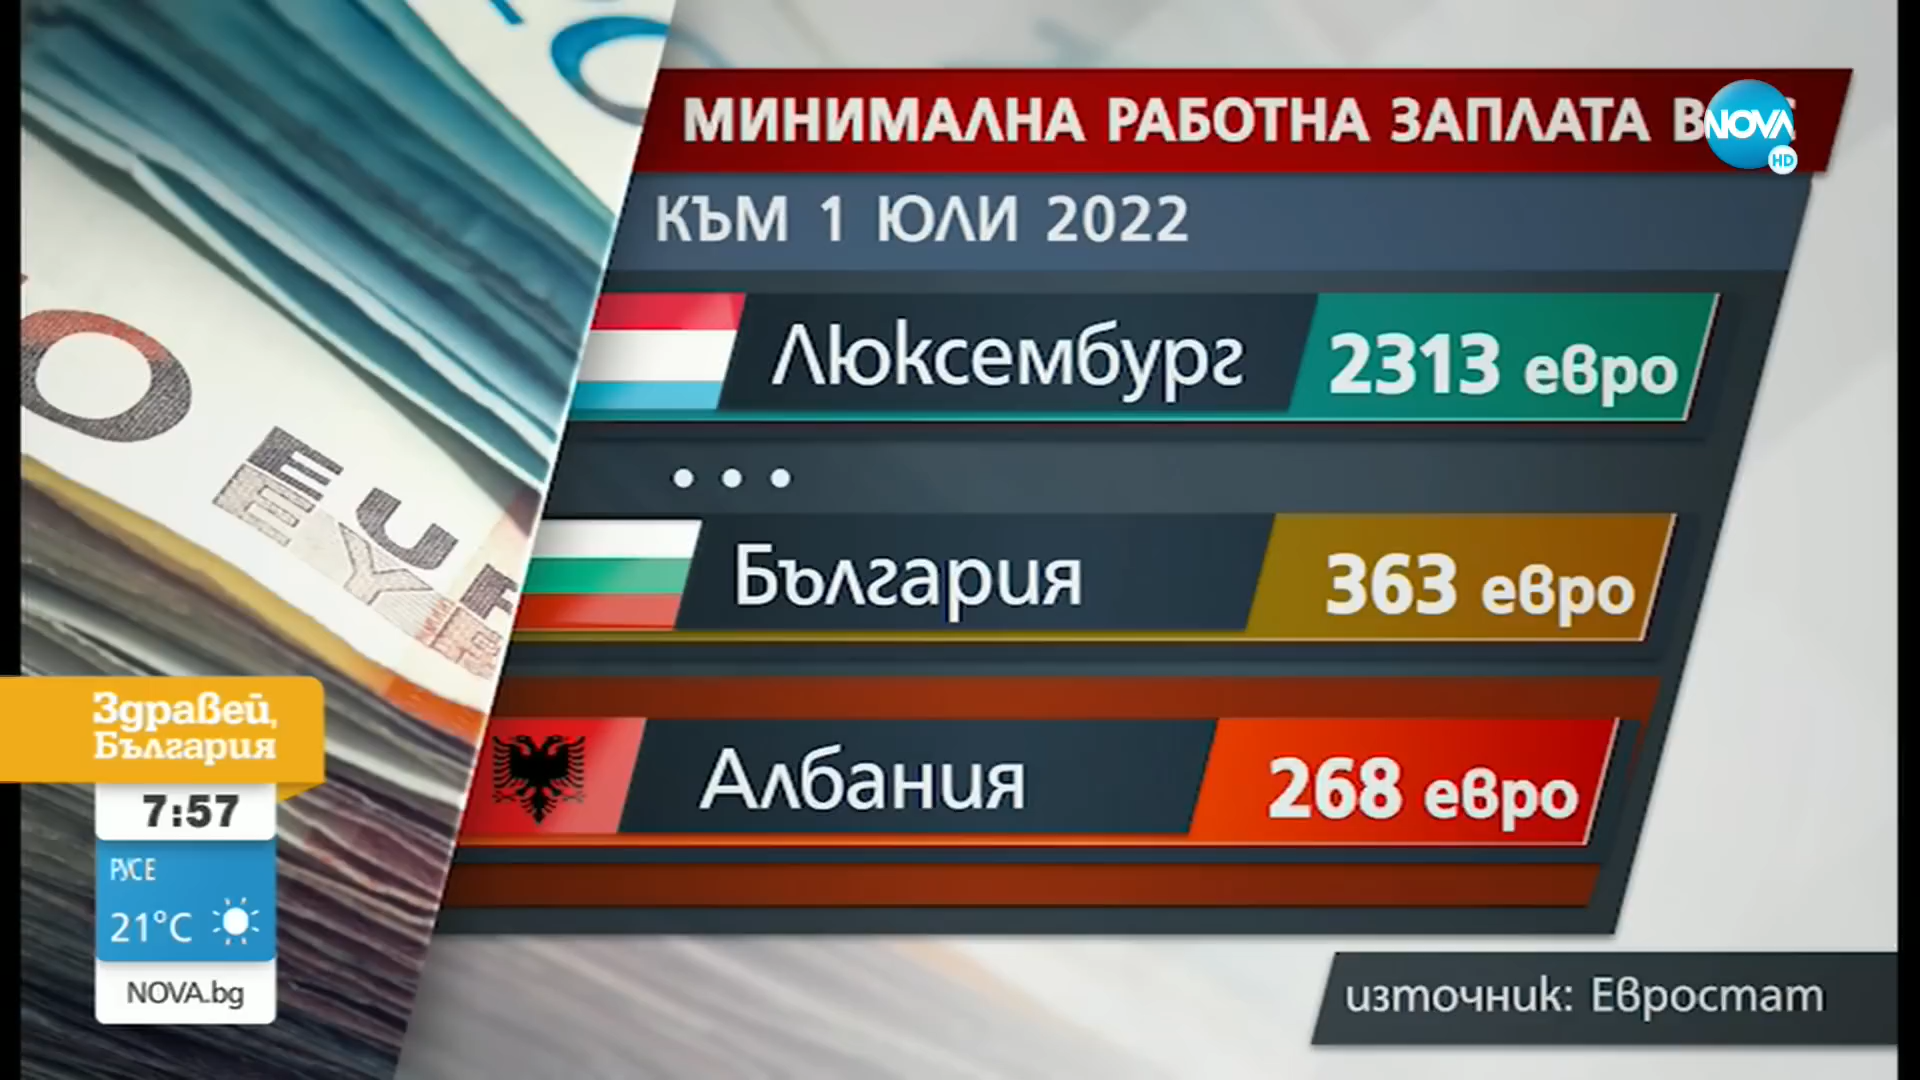 МИНИМАЛНА РАБОТНА ЗАПЛАТА В
NOVA
HD
КЪМ 1 ЮЛИ 2022
Люксембург 2313 евро
...
България 363 евро
Албания 268 евро
Здравей,
България
7:57
РУСЕ
21°C
NOVA.bg
източник: Евростат